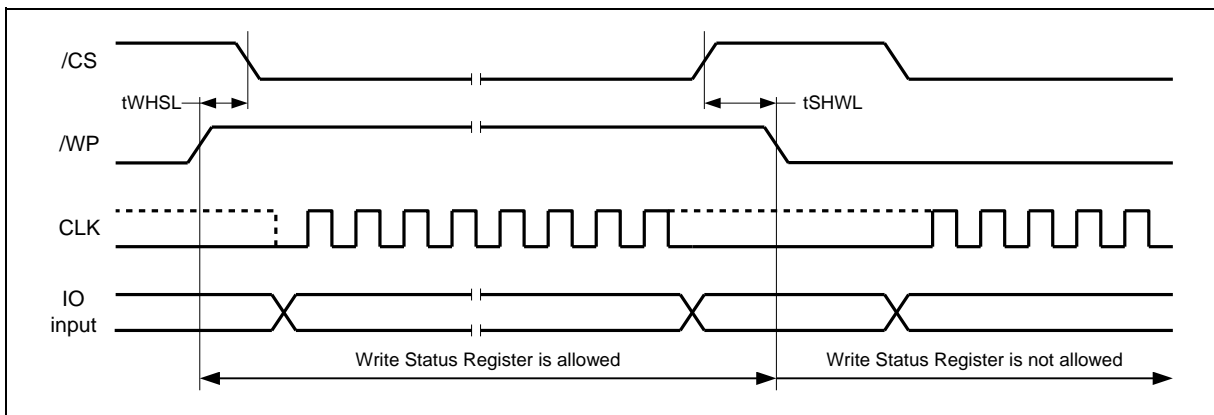 /CS
tWHSL
tSHWL
/WP
CLK
IO
input
Write Status Register is allowed
Write Status Register is not allowed